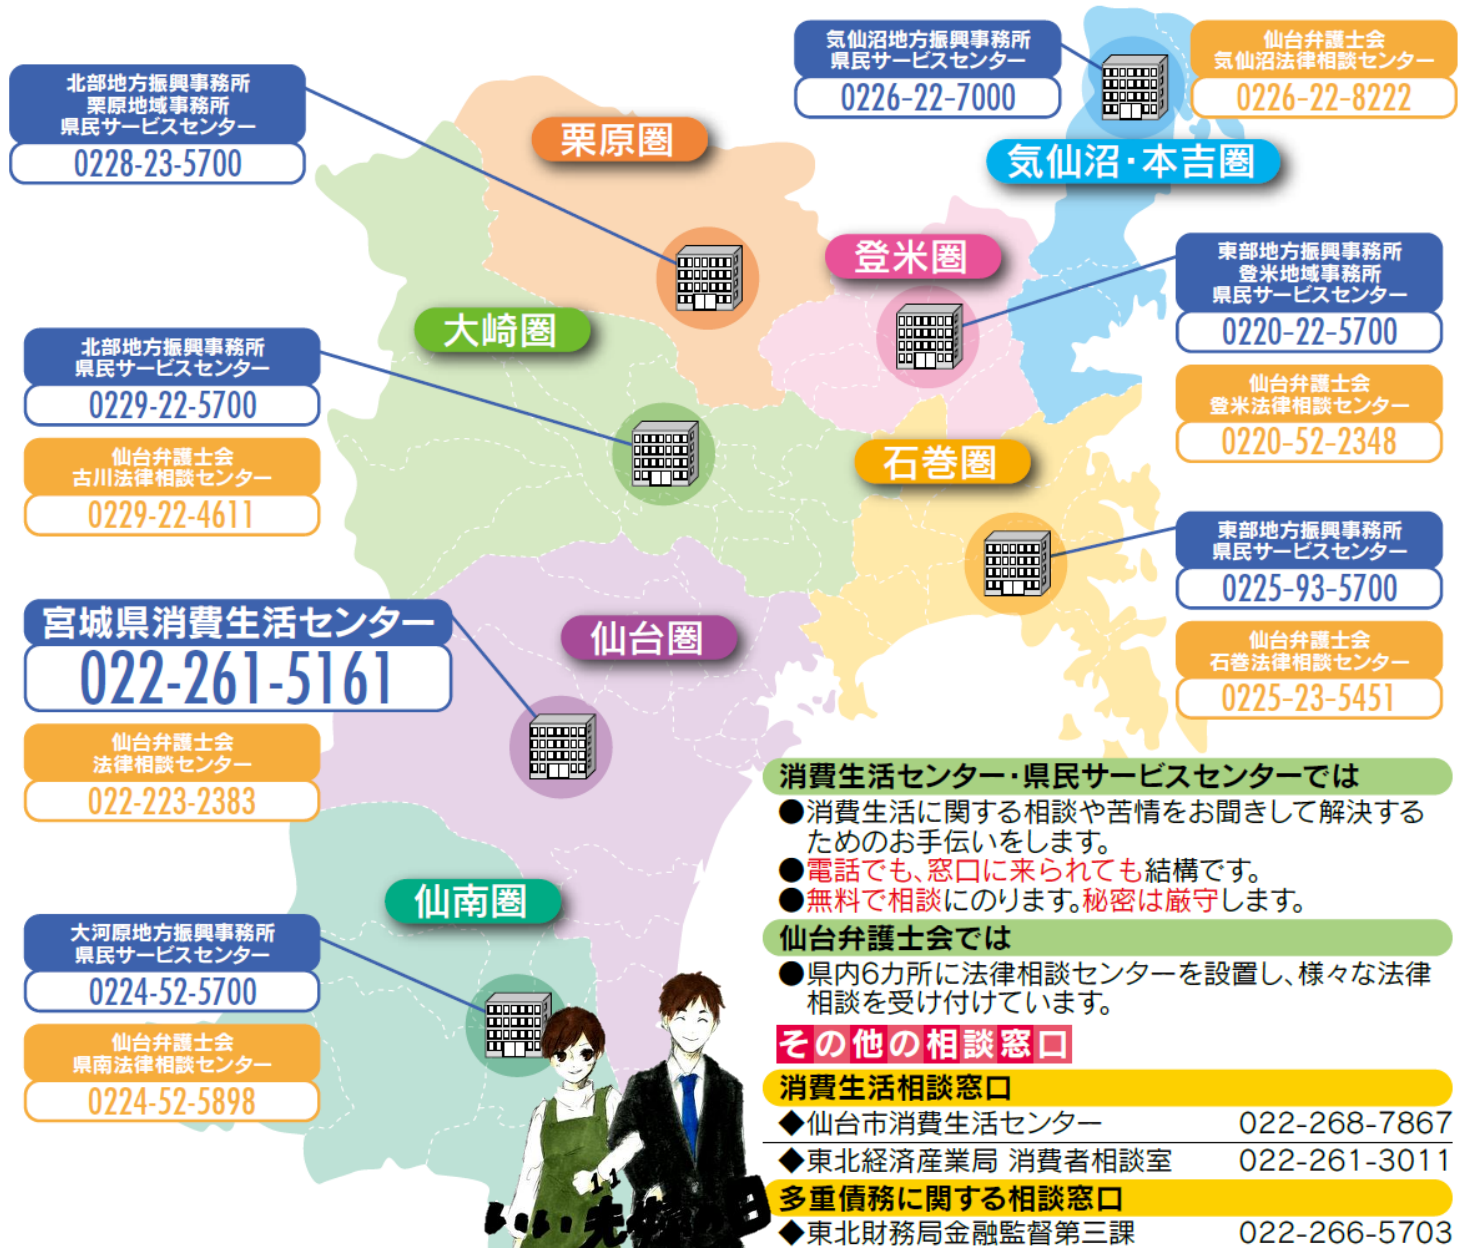 気仙沼地方振興事務所
県民サービスセンター
0226-22-7000
仙台弁護士会
気仙沼法律相談センター
0226-22-8222
北部地方振興事務所
栗原地域事務所
県民サービスセンター
0228-23-5700
栗原圏
気仙沼・本吉圏
登米圏
東部地方振興事務所
登米地域事務所
県民サービスセンター
0220-22-5700
大崎圏
北部地方振興事務所
県民サービスセンター
0229-22-5700
仙台弁護士会
登米法律相談センター
0220-52-2348
仙台弁護士会
古川法律相談センター
0229-22-4611
石巻圏
東部地方振興事務所
県民サービスセンター
0225-93-5700
宮城県消費生活センター
022-261-5161
仙台圏
仙台弁護士会
石巻法律相談センター
0225-23-5451
仙台弁護士会
法律相談センター
022-223-2383
仙南圏
大河原地方振興事務所
県民サービスセンター
0224-52-5700
仙台弁護士会
県南法律相談センター
0224-52-5898
消費生活センター・県民サービスセンターでは
●消費生活に関する相談や苦情をお聞きして解決する
ためのお手伝いをします。
●電話でも、窓口に来られても結構です。
●無料で相談にのります。秘密は厳守します。
仙台弁護士会では
●県内6カ所に法律相談センターを設置し、様々な法律
相談を受け付けています。
その他の相談窓口
消費生活相談窓口
◆仙台市消費生活センター 022-268-7867
◆東北経済産業局 消費者相談室 022-261-3011
多重債務に関する相談窓口
◆東北財務局金融監督第三課 022-266-5703
11
いい夫婦の日